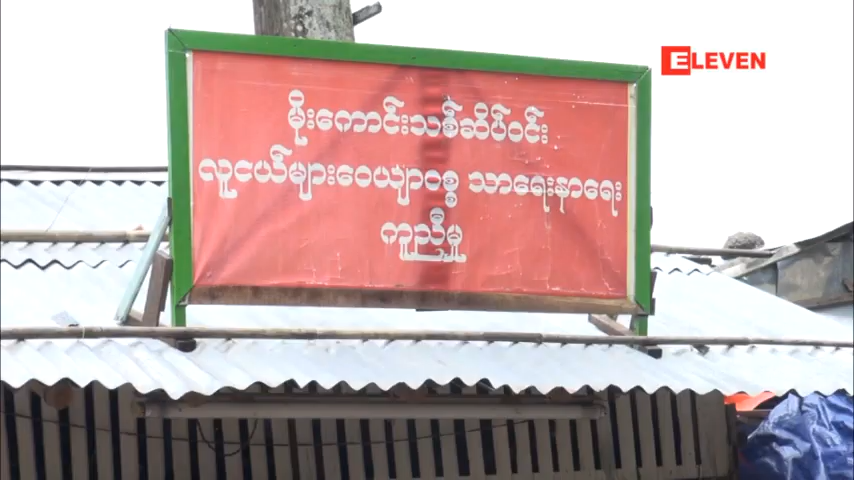 ELEVEN
မိုးကောင်းသစ်ဆိပ်ဝင်း
လူငယ်များဝေယျာဝစ္စ သာရေးနာရေး
ကူညီမှု